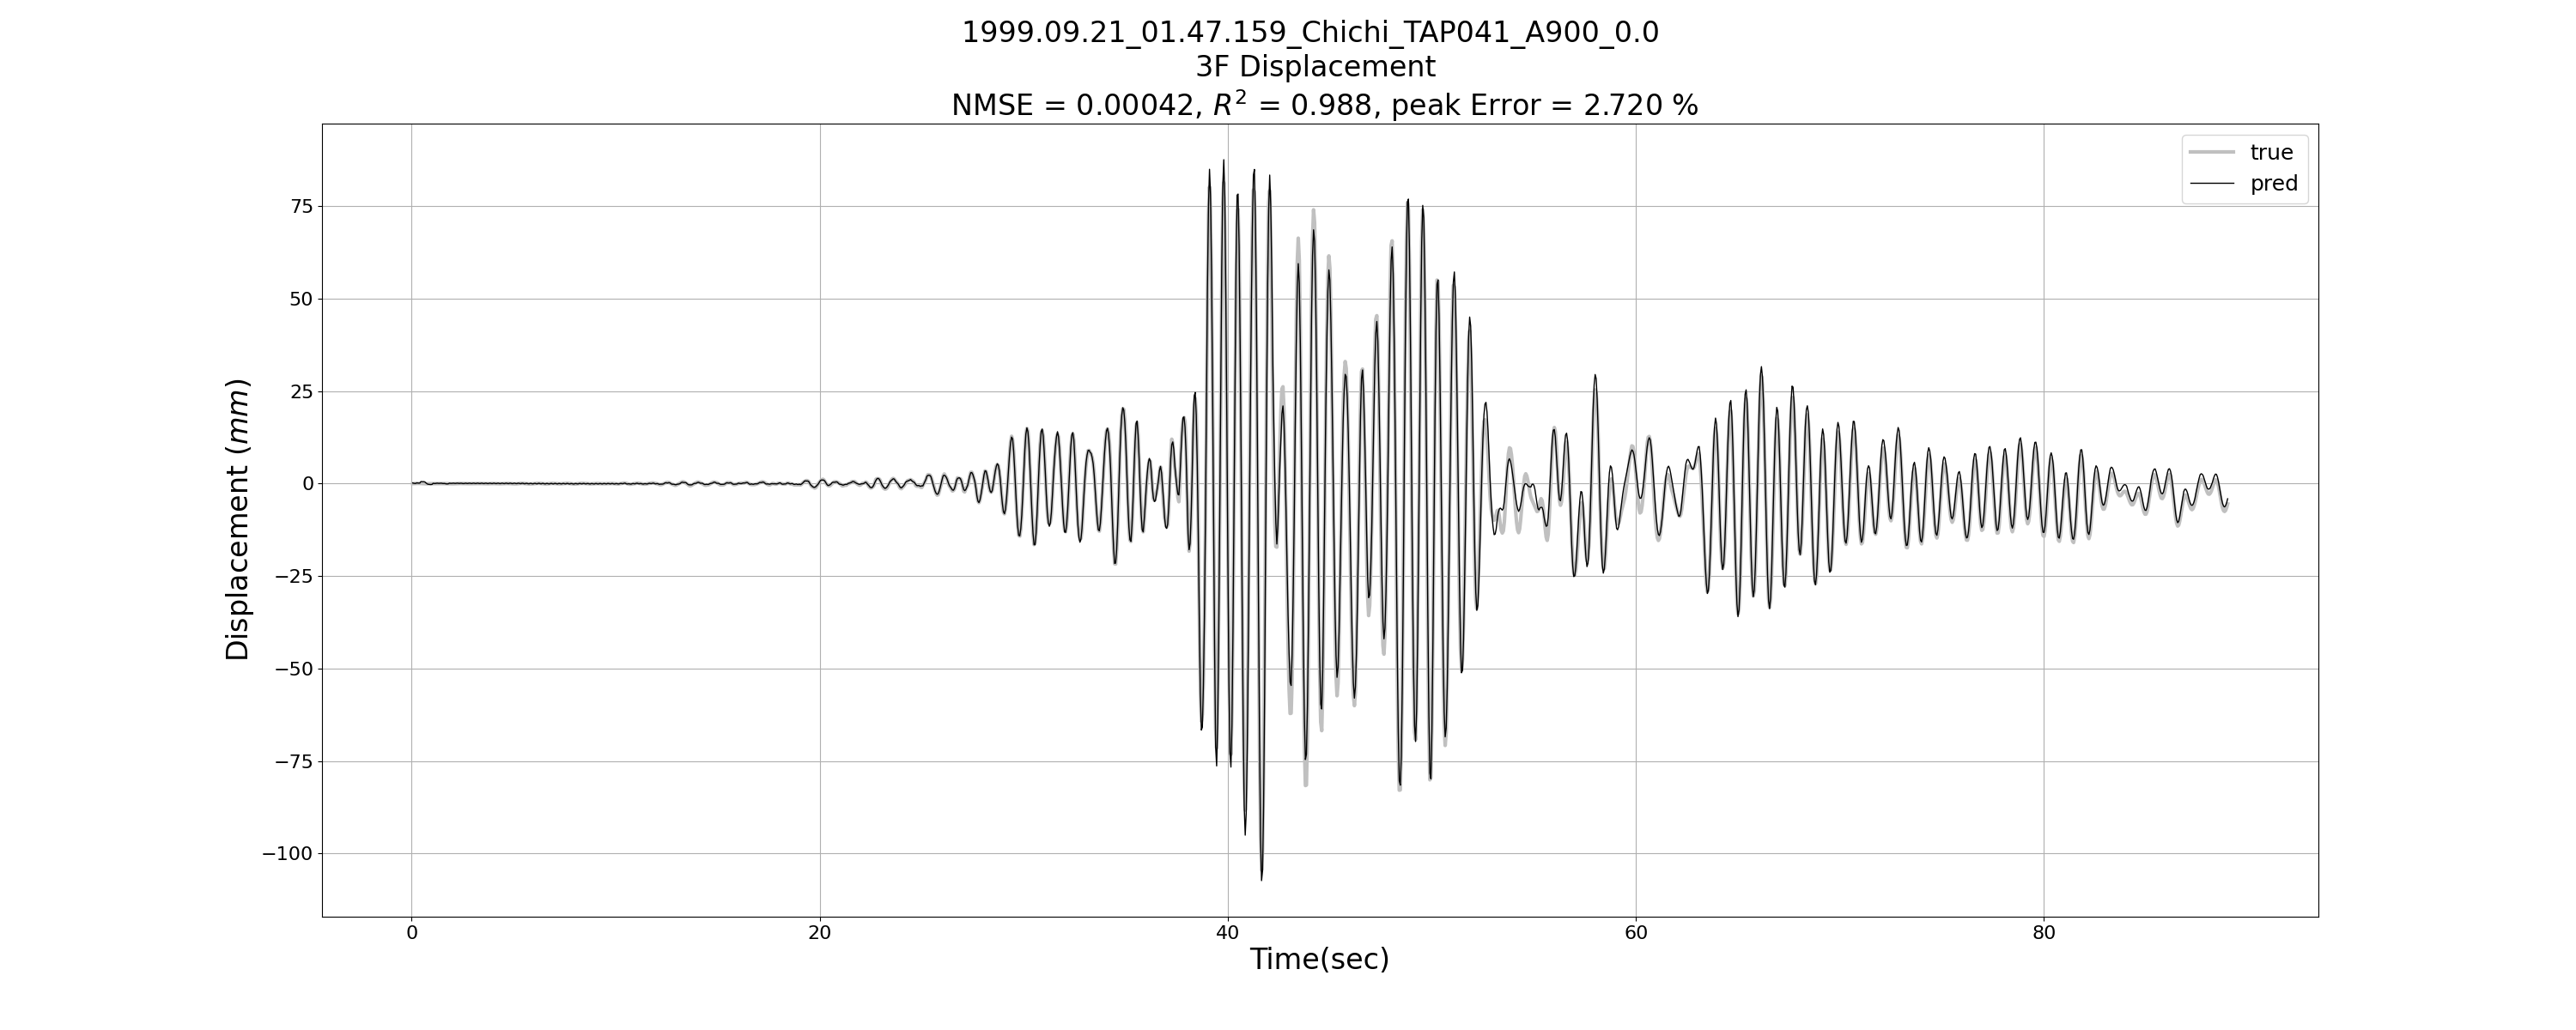 1999.09.21_01.47.159_Chichi_TAP041_A900_0.0
3F Displacement
NMSE = 0.00042, R² = 0.988, peak Error = 2.720 %
true
pred
75
50
25
0
−25
−50
−75
−100
Displacement (mm)
0 20 40 60 80
Time(sec)